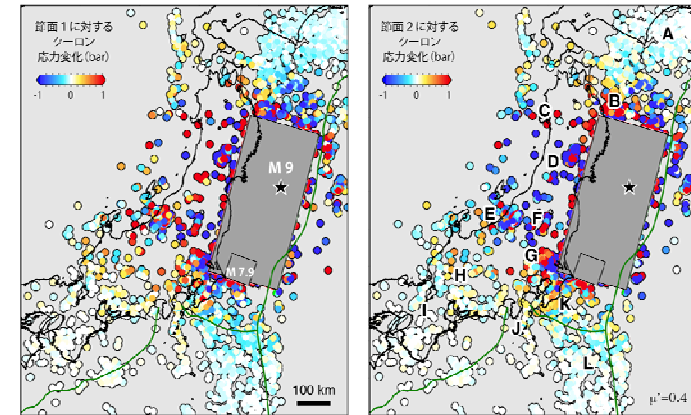 節面1に対する
クーロン
応力変化(bar)
-1 0 1
M 9
M 7.9
100 km
節面2に対する
クーロン
応力変化(bar)
-1 0 1
A
B
C
D
E
F
G
H
I
J
K
L
μ'=0.4